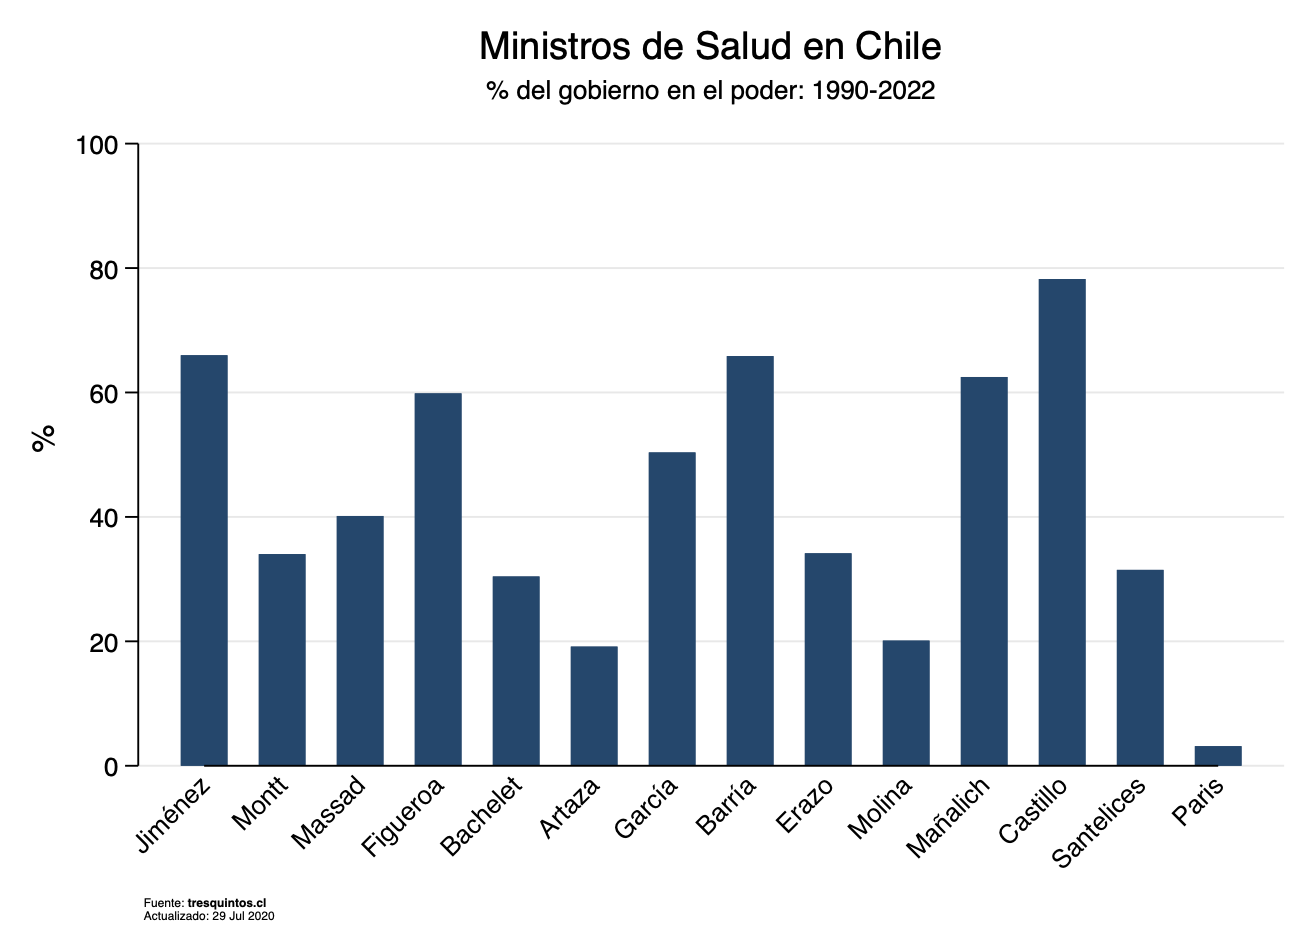 Ministros de Salud en Chile
% del gobierno en el poder: 1990-2022
100
80
60
40
20
0
%
Jiménez
Montt
Massad
Figueroa
Bachelet
Artaza
García
Barría
Erazo
Molina
Mañalich
Castillo
Santelices
Paris
Fuente: tresquintos.cl
Actualizado: 29 Jul 2020